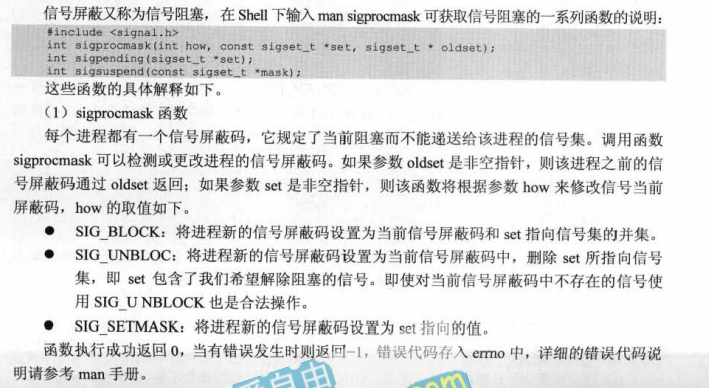 信号屏蔽又称为信号阻塞，在 Shell 下输入 man sigprocmask 可获取信号阻塞的一系列函数的说明：
#include <signal.h>
int sigprocmask(int how, const sigset_t *set, sigset_t * oldset);
int sigpending(sigset_t *set);
int sigsuspend(const sigset_t *mask);
这些函数的具体解释如下。
（1）sigprocmask 函数
每个进程都有一个信号屏蔽码，它规定了当前阻塞而不能递送给该进程的信号集。调用函数
sigprocmask 可以检测或更改进程的信号屏蔽码。如果参数 oldset 是非空指针，则该进程之前的信
号屏蔽码通过 oldset 返回；如果参数 set 是非空指针，则该函数将根据参数 how 来修改信号当前
屏蔽码，how 的取值如下。
● SIG_BLOCK：将进程新的信号屏蔽码设置为当前信号屏蔽码和 set 指向信号集的并集。
● SIG_UNBLOC：将进程新的信号屏蔽码设置为当前信号屏蔽码中，删除 set 所指向信号
集，即 set 包含了我们希望解除阻塞的信号。即使对当前信号屏蔽码中不存在的信号使
用 SIG_U NBLOCK 也是合法操作。
● SIG_SETMASK：将进程新的信号屏蔽码设置为 set 指向的值。
函数执行成功返回 0，当有错误发生时则返回−1，错误代码存入 errno 中，详细的错误代码说
明请参考 man 手册。